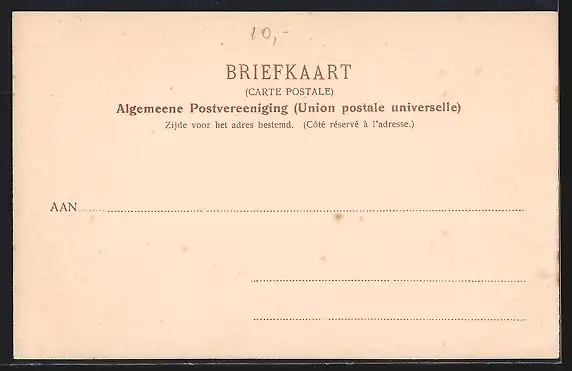 10,-
BRIEFKAART
(CARTE POSTALE)
Algemeene Postvereeniging (Union postale universelle)
Zijde voor het adres bestemd. (Côté réservé à l'adresse.)
AAN